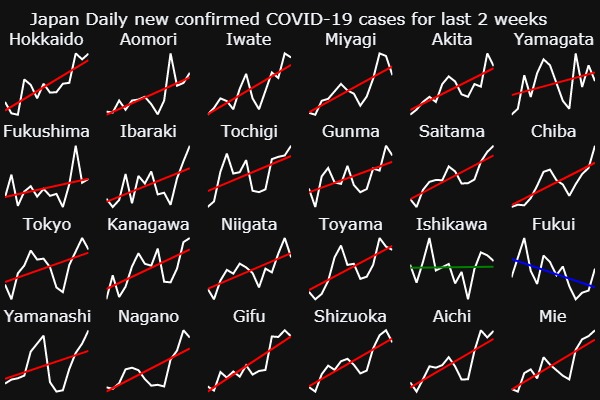 Japan Daily new confirmed COVID-19 cases for last 2 weeks
Hokkaido Aomori Iwate Miyagi Akita Yamagata
Fukushima Ibaraki Tochigi Gunma Saitama Chiba
Tokyo Kanagawa Niigata Toyama Ishikawa Fukui
Yamanashi Nagano Gifu Shizuoka Aichi Mie